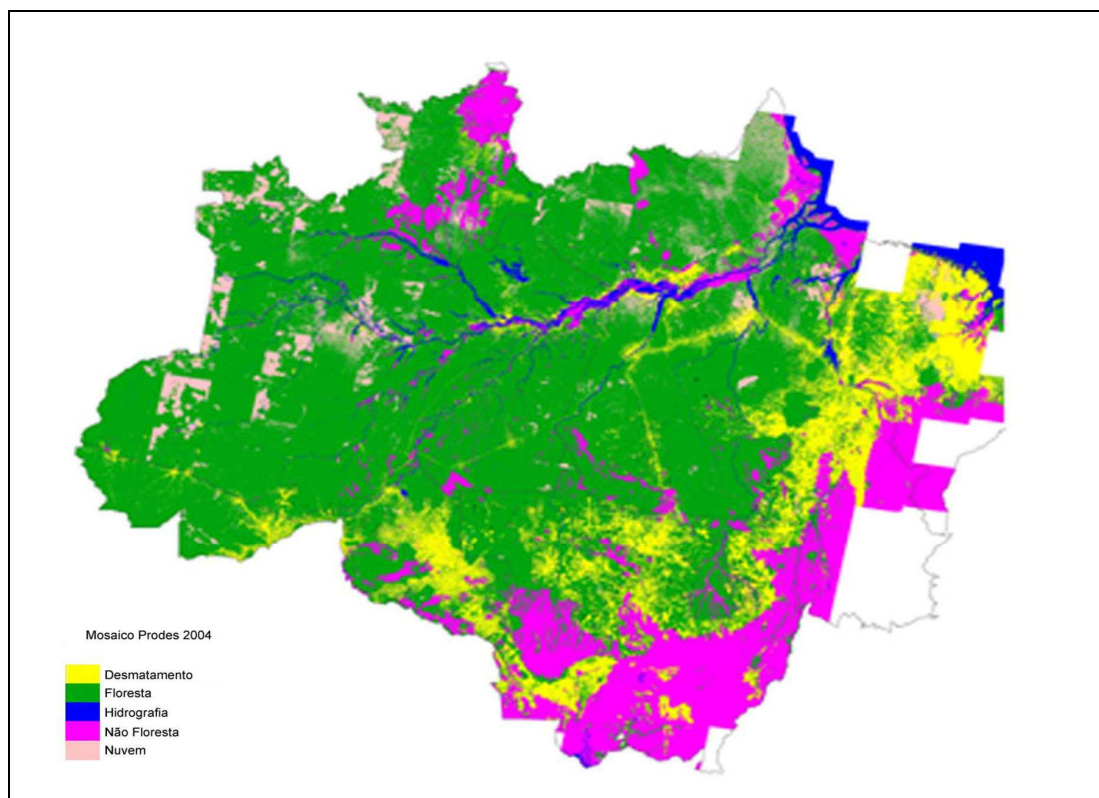 Mosaico Prodes 2004
Desmatamento
Floresta
Hidrografia
Não Floresta
Nuvem